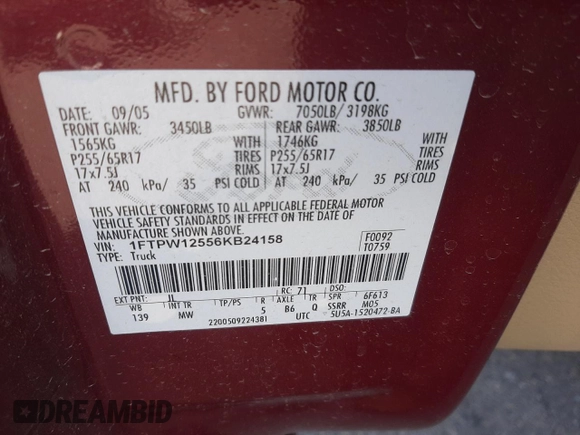 MFD. BY FORD MOTOR CO.
DATE: 09/05 GVWR: 7050LB/ 3198KG
FRONT GAWR: 3450LB REAR GAWR: 3850LB
1565KG WITH 1746KG WITH
P255/65R17 TIRES P255/65R17 TIRES
17x7.5J RIMS 17x7.5J RIMS
AT 240 kPa/ 35 PSI COLD AT 240 kPa/ 35 PSI COLD
THIS VEHICLE CONFORMS TO ALL APPLICABLE FEDERAL MOTOR
VEHICLE SAFETY STANDARDS IN EFFECT ON THE DATE OF
MANUFACTURE SHOWN ABOVE.
VIN: 1FTPW12556KB24158 F0092
TYPE: Truck T0759
EXT PNT: JL RC: 71 DSO:
WB INT TR TP/PS R AXLE TR SPR 6F613
139 MW 5 B6 Q SSRR M05
2200509224381 UTC 5U5A-1520472-BA
DREAMBID